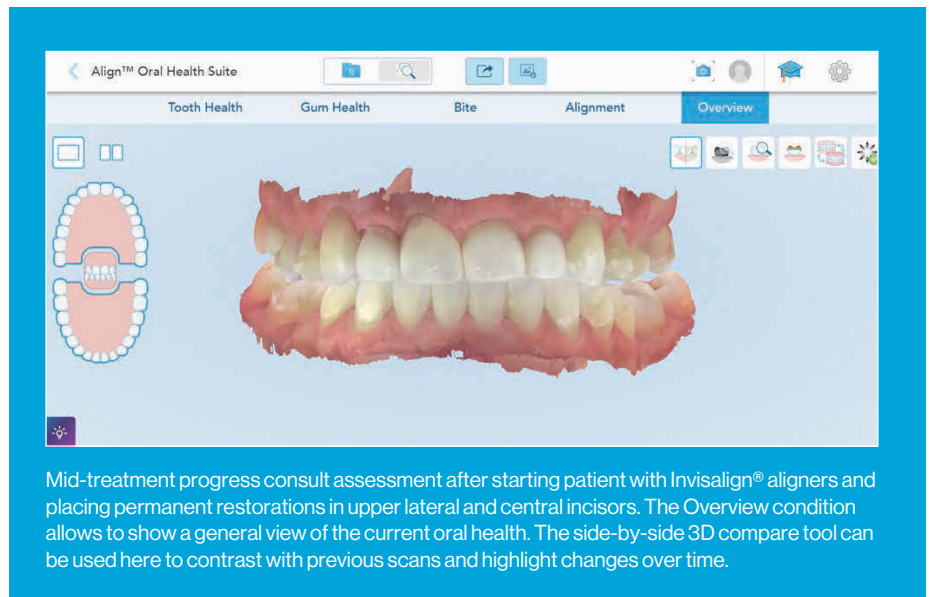 Align™ Oral Health Suite
Tooth Health Gum Health Bite Alignment Overview
Mid-treatment progress consult assessment after starting patient with Invisalign® aligners and
placing permanent restorations in upper lateral and central incisors. The Overview condition
allows to show a general view of the current oral health. The side-by-side 3D compare tool can
be used here to contrast with previous scans and highlight changes over time.